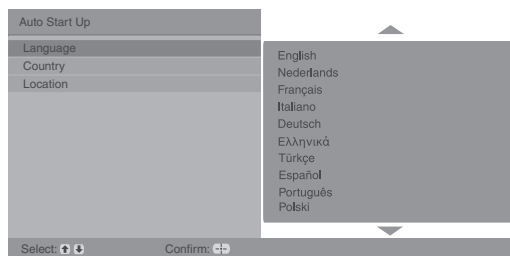 Auto Start Up
Language
Country
Location
English
Nederlands
Français
Italiano
Deutsch
Ελληνικά
Türkçe
Español
Português
Polski
Select: Confirm: